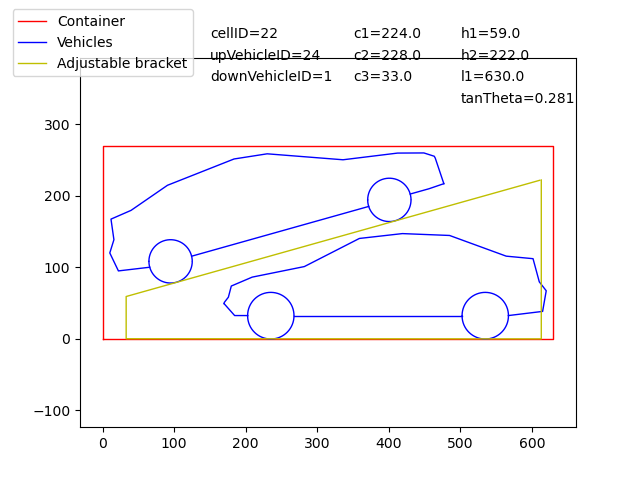 Container
Vehicles
Adjustable bracket
cellID=22
upVehicleID=24
downVehicleID=1
c1=224.0
c2=228.0
c3=33.0
h1=59.0
h2=222.0
l1=630.0
tanTheta=0.281
300
200
100
0
−100
0 100 200 300 400 500 600